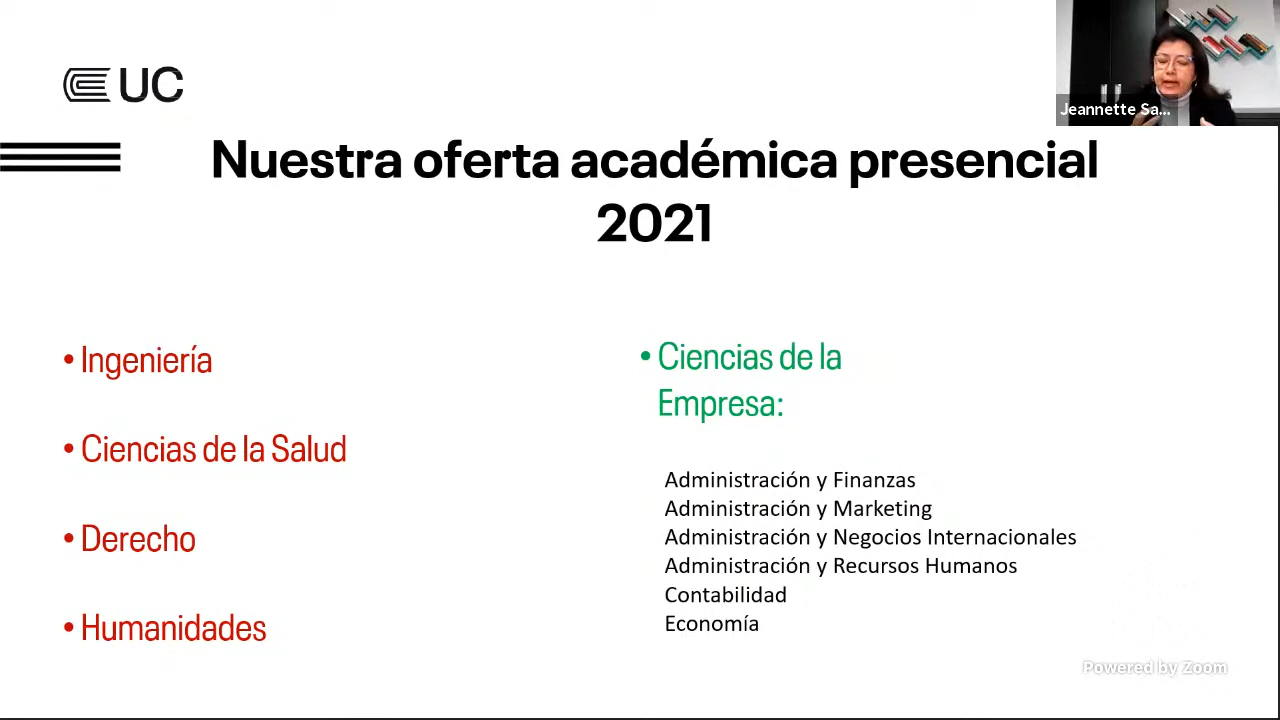 UC
Jeannette Sa...
Nuestra oferta académica presencial
2021
• Ingeniería
• Ciencias de la Salud
• Derecho
• Humanidades
• Ciencias de la
Empresa:
Administración y Finanzas
Administración y Marketing
Administración y Negocios Internacionales
Administración y Recursos Humanos
Contabilidad
Economía
Powered by Zoom